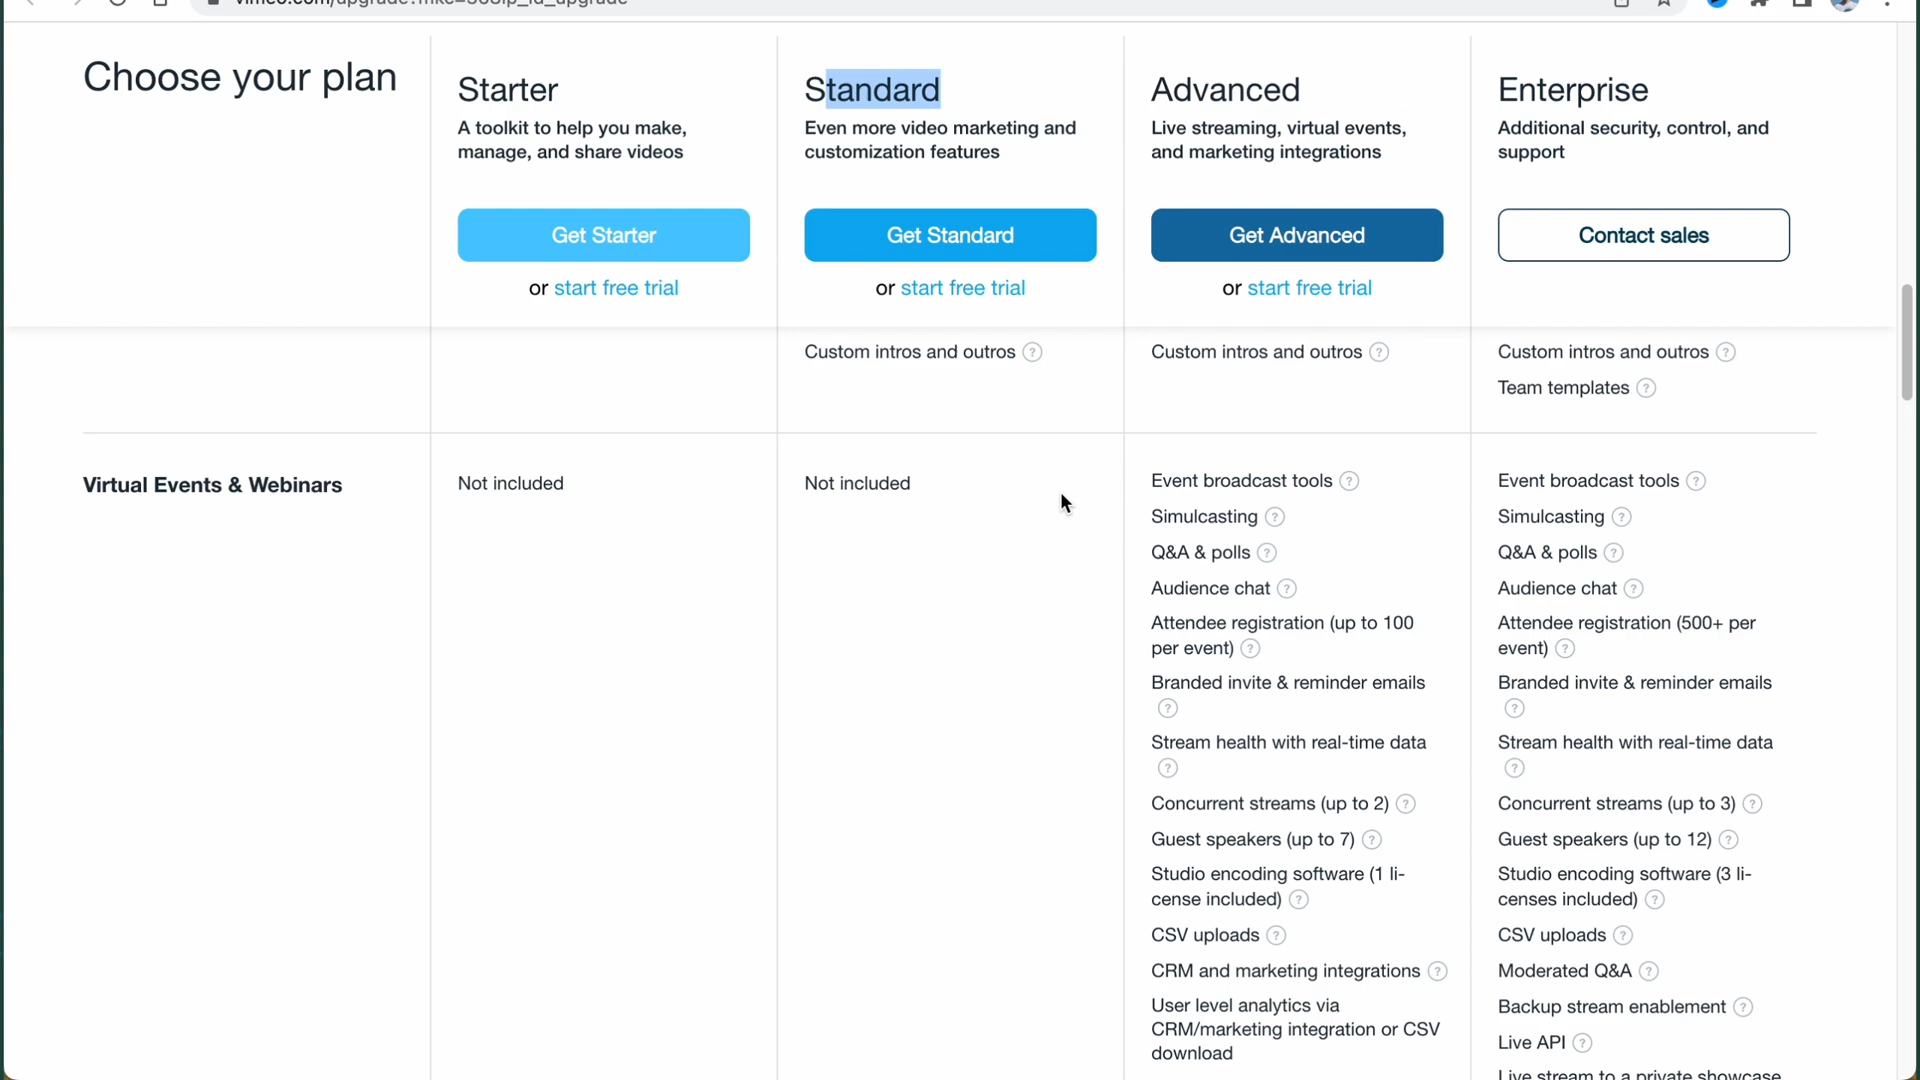 Choose your plan
Starter
A toolkit to help you make,
manage, and share videos
Get Starter
or start free trial
Standard
Even more video marketing and
customization features
Get Standard
or start free trial
Advanced
Live streaming, virtual events,
and marketing integrations
Get Advanced
or start free trial
Enterprise
Additional security, control, and
support
Contact sales
Custom intros and outros ?
Custom intros and outros ?
Custom intros and outros ?
Team templates ?
Virtual Events & Webinars
Not included
Not included
Event broadcast tools ?
Simulcasting ?
Q&A & polls ?
Audience chat ?
Attendee registration (up to 100
per event) ?
Branded invite & reminder emails
?
Stream health with real-time data
?
Concurrent streams (up to 2) ?
Guest speakers (up to 7) ?
Studio encoding software (1 li-
cense included) ?
CSV uploads ?
CRM and marketing integrations ?
User level analytics via
CRM/marketing integration or CSV
download
Event broadcast tools ?
Simulcasting ?
Q&A & polls ?
Audience chat ?
Attendee registration (500+ per
event) ?
Branded invite & reminder emails
?
Stream health with real-time data
?
Concurrent streams (up to 3) ?
Guest speakers (up to 12) ?
Studio encoding software (3 li-
censes included) ?
CSV uploads ?
Moderated Q&A ?
Backup stream enablement ?
Live API ?
Live stream to a private showcase